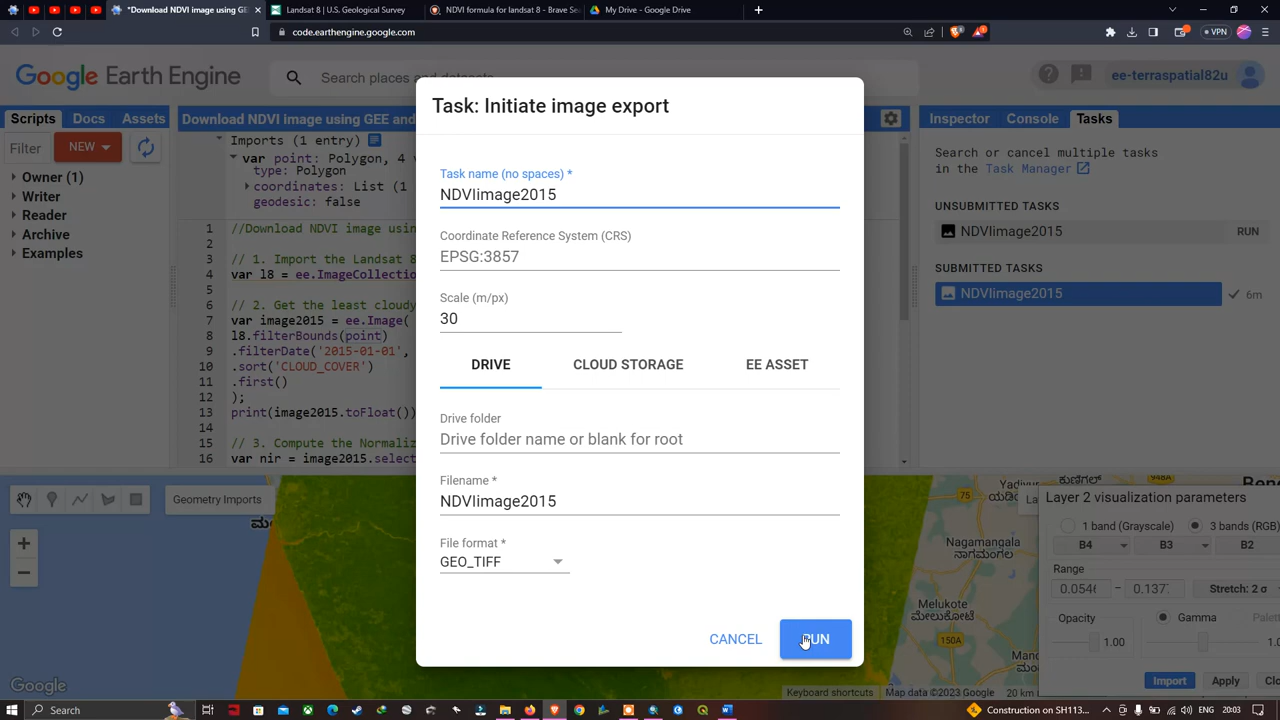 *Download NDVI image using GE
Landsat 8 | U.S. Geological Survey
NDVI formula for landsat 8 - Brave Se
My Drive - Google Drive
code.earthengine.google.com
VPN
Google Earth Engine
Search places and datasets...
ee-terraspatial82u
Scripts Docs Assets
Download NDVI image using GEE and
Inspector Console Tasks
Filter
NEW
Owner (1)
Writer
Reader
Archive
Examples
Imports (1 entry)
var point: Polygon, 4 v
type: Polygon
coordinates: List (1
geodesic: false
1 //Download NDVI image usin
2
3 // 1. Import the Landsat 8
4 var l8 = ee.ImageCollectio
5
6 // 2. Get the least cloudy
7 var image2015 = ee.Image(
8 l8.filterBounds(point)
9 .filterDate('2015-01-01',
10 .sort('CLOUD_COVER')
11 .first()
12 );
13 print(image2015.toFloat())
14
15 // 3. Compute the Normaliz
16 var nir = image2015.selec
Task: Initiate image export
Task name (no spaces) *
NDVIimage2015
Coordinate Reference System (CRS)
EPSG:3857
Scale (m/px)
30
DRIVE CLOUD STORAGE EE ASSET
Drive folder
Drive folder name or blank for root
Filename *
NDVIimage2015
File format *
GEO_TIFF
CANCEL RUN
Search or cancel multiple tasks
in the Task Manager
UNSUBMITTED TASKS
NDVIimage2015 RUN
SUBMITTED TASKS
NDVIimage2015 6m
Geometry Imports
+
−
Google
75
948A
Nagamangala
ನಾಗಮಂಗಲ
Melukote
ಮೇಲುಕೋಟೆ
150A
Layer 2 visualization parameters
1 band (Grayscale) 3 bands (RGB)
B4 B3 B2
Range
– Stretch: 2 σ
Opacity Gamma
1.00 1.00
Import Apply
Keyboard shortcuts Map data ©2023 Google 20 km
Search
Construction on SH113...
ENG 20:03